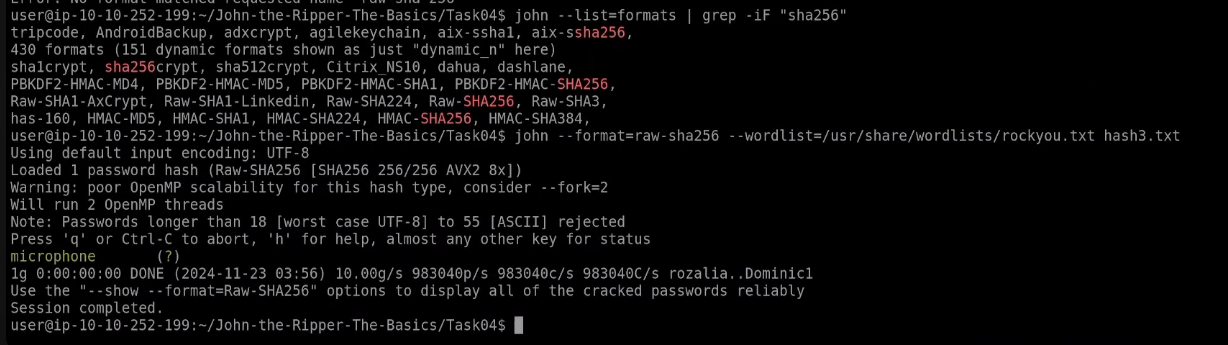 user@ip-10-10-252-199:~/John-the-Ripper-The-Basics/Task04$ john --list=formats | grep -iF "sha256"
tripcode, AndroidBackup, adxcrypt, agilekeychain, aix-ssha1, aix-ssha256,
430 formats (151 dynamic formats shown as just "dynamic_n" here)
sha1crypt, sha256crypt, sha512crypt, Citrix_NS10, dahua, dashlane,
PBKDF2-HMAC-MD4, PBKDF2-HMAC-MD5, PBKDF2-HMAC-SHA1, PBKDF2-HMAC-SHA256,
Raw-SHA1-AxCrypt, Raw-SHA1-Linkedin, Raw-SHA224, Raw-SHA256, Raw-SHA3,
has-160, HMAC-MD5, HMAC-SHA1, HMAC-SHA224, HMAC-SHA256, HMAC-SHA384,
user@ip-10-10-252-199:~/John-the-Ripper-The-Basics/Task04$ john --format=raw-sha256 --wordlist=/usr/share/wordlists/rockyou.txt hash3.txt
Using default input encoding: UTF-8
Loaded 1 password hash (Raw-SHA256 [SHA256 256/256 AVX2 8x])
Warning: poor OpenMP scalability for this hash type, consider --fork=2
Will run 2 OpenMP threads
Note: Passwords longer than 18 [worst case UTF-8] to 55 [ASCII] rejected
Press 'q' or Ctrl-C to abort, 'h' for help, almost any other key for status
microphone       (?)
1g 0:00:00:00 DONE (2024-11-23 03:56) 10.00g/s 983040p/s 983040c/s 983040C/s rozalia..Dominic1
Use the "--show --format=Raw-SHA256" options to display all of the cracked passwords reliably
Session completed.
user@ip-10-10-252-199:~/John-the-Ripper-The-Basics/Task04$